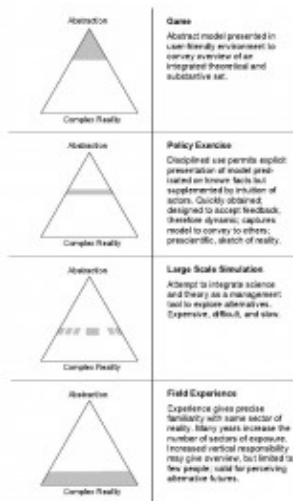 Abstraction
Complex Reality
Game
Abstract model presented in
user-friendly environment to
convey overview of an
integrated theoretical and
substantive set.
Abstraction
Complex Reality
Policy Exercise
Disciplined use permits explicit
presentation of model pred-
icated on known facts but
supplemented by intuition of
actors. Quickly obtained;
designed to accept feedback,
therefore dynamic; captures
model to convey to others;
prescientific, sketch of reality.
Abstraction
Complex Reality
Large Scale Simulation
Attempt to integrate science
and theory as a management
tool to explore alternatives.
Expensive, difficult, and slow.
Abstraction
Complex Reality
Field Experience
Experience gives precise
familiarity with some sector of
reality. Many years increase the
number of sectors of exposure.
Increased vertical responsibility
may give overview, but limited to
few people; valid for perceiving
alternative futures.